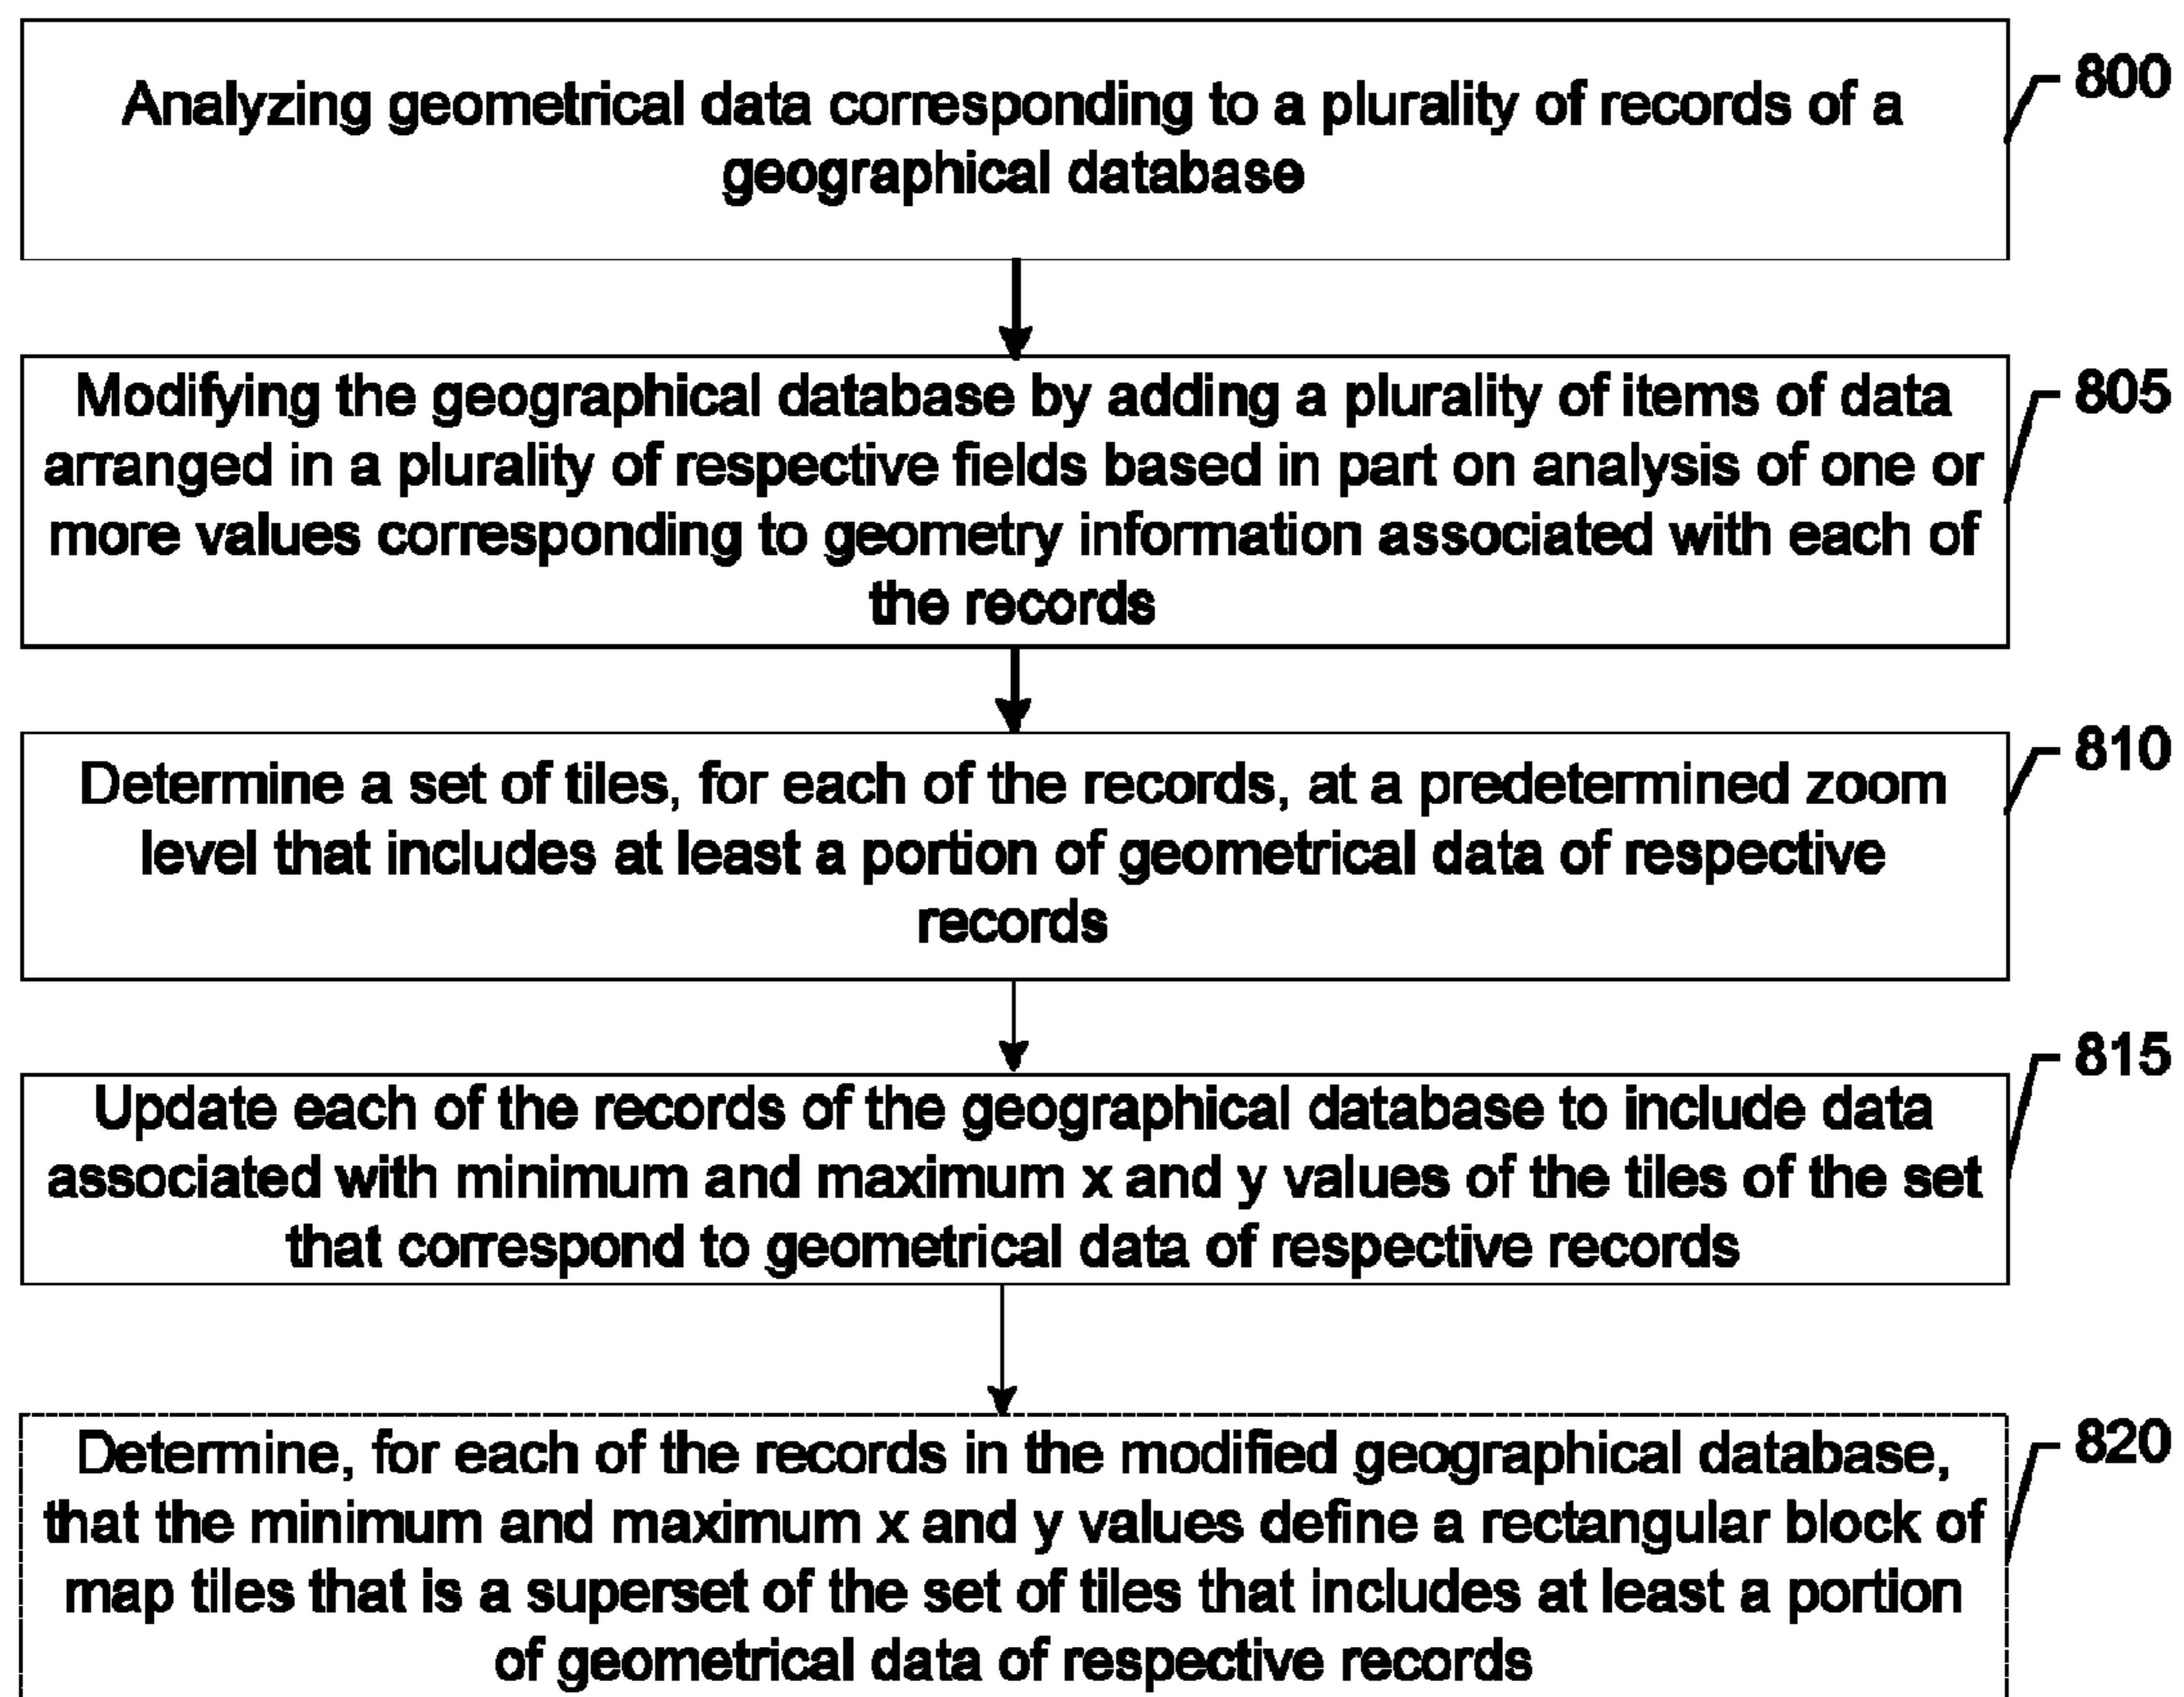 Analyzing geometrical data corresponding to a plurality of records of a
geographical database
800
Modifying the geographical database by adding a plurality of items of data
arranged in a plurality of respective fields based in part on analysis of one or
more values corresponding to geometry information associated with each of
the records
805
Determine a set of tiles, for each of the records, at a predetermined zoom
level that includes at least a portion of geometrical data of respective
records
810
Update each of the records of the geographical database to include data
associated with minimum and maximum x and y values of the tiles of the set
that correspond to geometrical data of respective records
815
Determine, for each of the records in the modified geographical database,
that the minimum and maximum x and y values define a rectangular block of
map tiles that is a superset of the set of tiles that includes at least a portion
of geometrical data of respective records
820